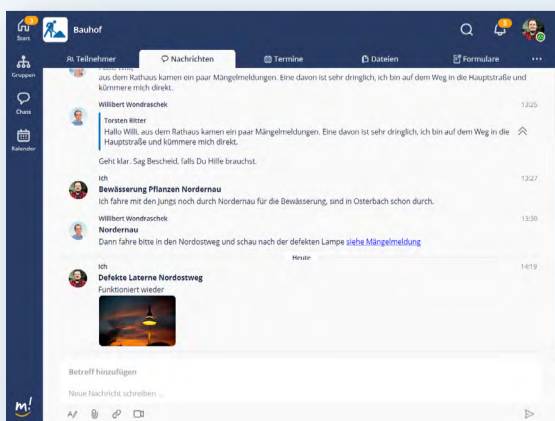 3
Start
Bauhof
3
Gruppen
Chats
Kalender
Teilnehmer
Nachrichten
Termine
Dateien
Formulare
...
Hallo Willi,
aus dem Rathaus kamen ein paar Mängelmeldungen. Eine davon ist sehr dringlich, ich bin auf dem Weg in die Hauptstraße und
kümmere mich direkt.
Willibert Wondraschek
13:25
Torsten Ritter
Hallo Willi, aus dem Rathaus kamen ein paar Mängelmeldungen. Eine davon ist sehr dringlich, ich bin auf dem Weg in die
Hauptstraße und kümmere mich direkt.
Geht klar. Sag Bescheid, falls Du Hilfe brauchst.
Ich
13:27
Bewässerung Pflanzen Nordernau
Ich fahre mit den Jungs noch durch Nordernau für die Bewässerung, sind in Osterbach schon durch.
Willibert Wondraschek
13:30
Nordernau
Dann fahre bitte in den Nordostweg und schau nach der defekten Lampe siehe Mängelmeldung
Heute
Ich
14:19
Defekte Laterne Nordostweg
Funktioniert wieder
Betreff hinzufügen
Neue Nachricht schreiben ...
m!